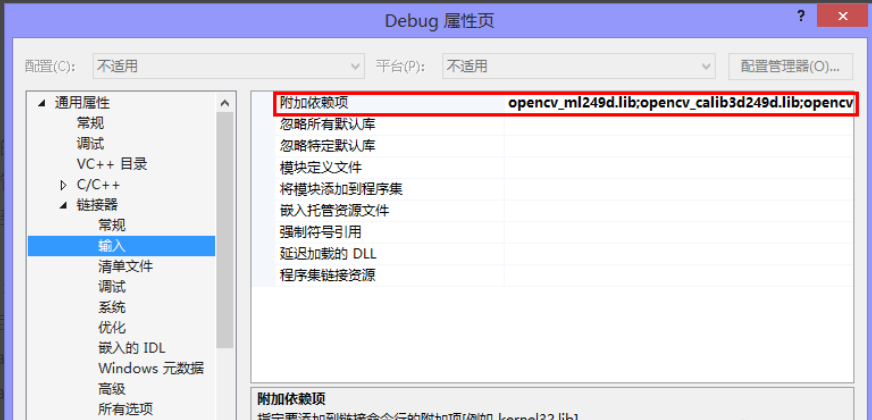 Debug 属性页
?
配置(C): 不适用 平台(P): 不适用 配置管理器(O)...
通用属性
常规
调试
VC++ 目录
C/C++
链接器
常规
输入
清单文件
调试
系统
优化
嵌入的 IDL
Windows 元数据
高级
所有选项
附加依赖项 opencv_ml249d.lib;opencv_calib3d249d.lib;opencv
忽略所有默认库
忽略特定默认库
模块定义文件
将模块添加到程序集
嵌入托管资源文件
强制符号引用
延迟加载的 DLL
程序集链接资源
附加依赖项
指定要添加到链接命令行的附加项[例如 kernel32.lib]